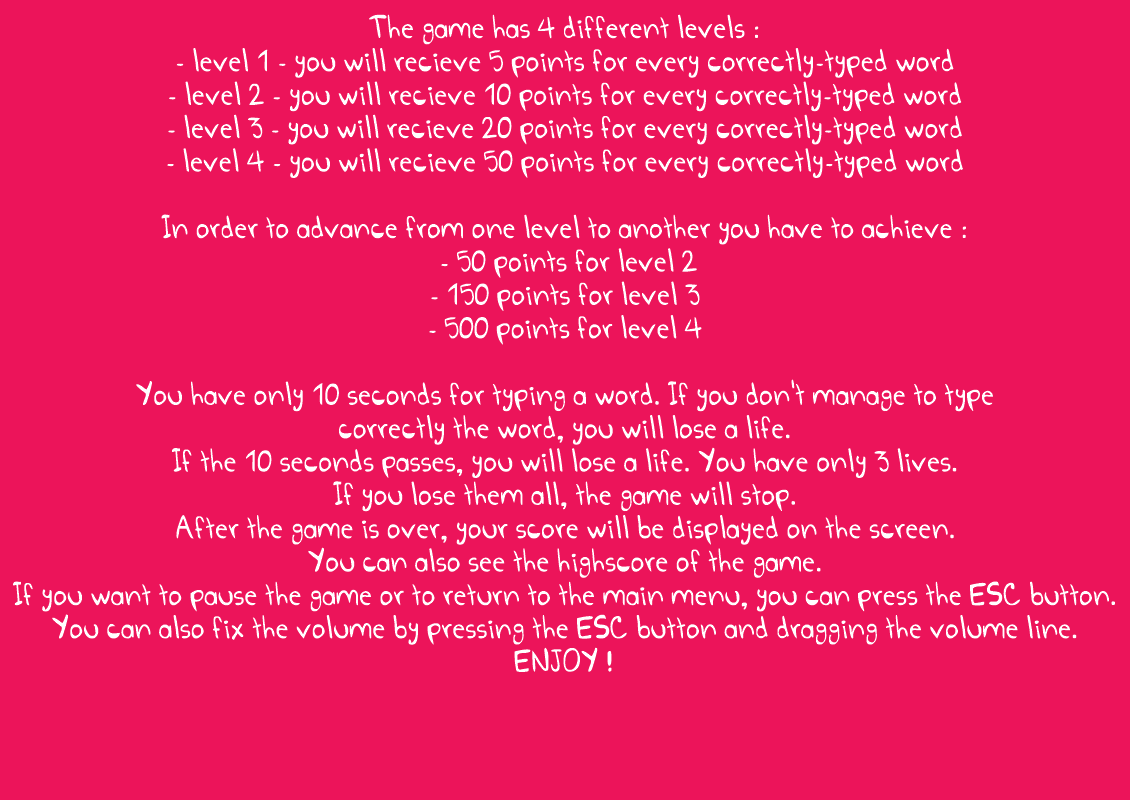 The game has 4 different levels :
- level 1 - you will recieve 5 points for every correctly-typed word
- level 2 - you will recieve 10 points for every correctly-typed word
- level 3 - you will recieve 20 points for every correctly-typed word
- level 4 - you will recieve 50 points for every correctly-typed word
In order to advance from one level to another you have to achieve :
- 50 points for level 2
- 150 points for level 3
- 500 points for level 4
You have only 10 seconds for typing a word. If you don't manage to type
correctly the word, you will lose a life.
If the 10 seconds passes, you will lose a life. You have only 3 lives.
If you lose them all, the game will stop.
After the game is over, your score will be displayed on the screen.
You can also see the highscore of the game.
If you want to pause the game or to return to the main menu, you can press the ESC button.
You can also fix the volume by pressing the ESC button and dragging the volume line.
ENJOY !